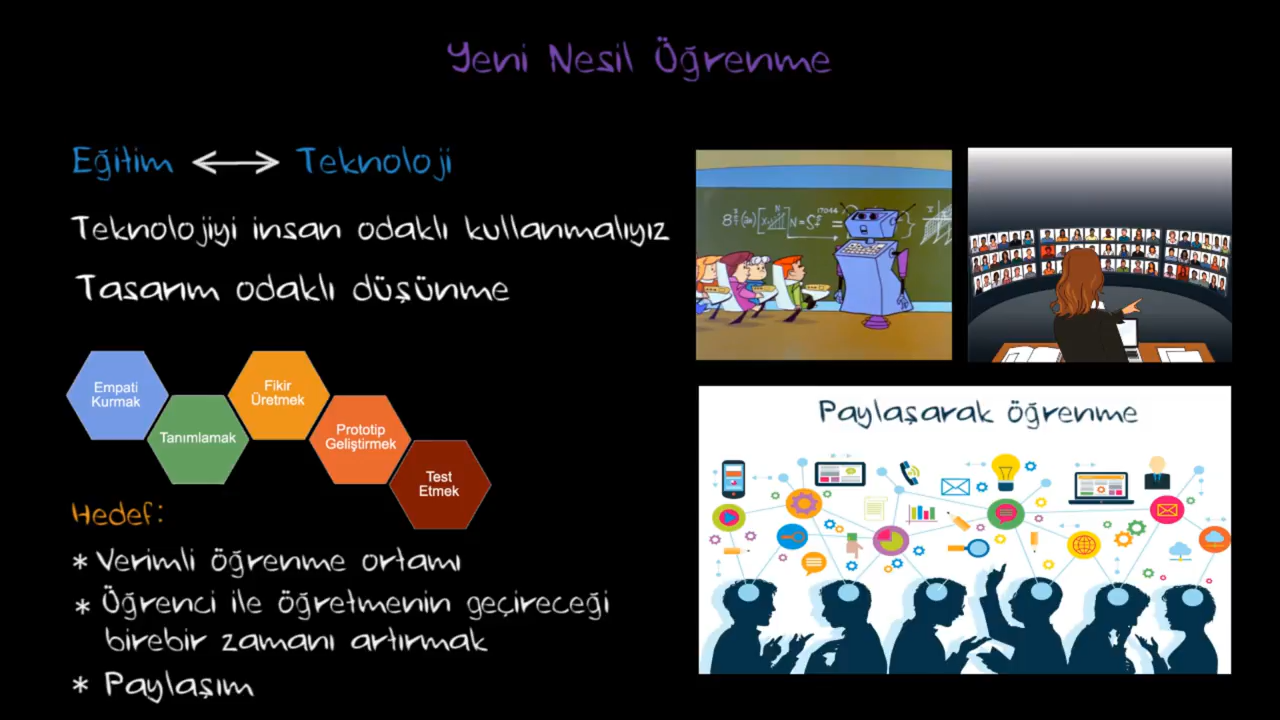 Yeni Nesil Öğrenme
Eğitim
Teknoloji
Teknolojiyi insan odaklı kullanmalıyız
Tasarım odaklı düşünme
Empati
Kurmak
Tanımlamak
Fikir
Üretmek
Prototip
Geliştirmek
Test
Etmek
Hedef:
* Verimli öğrenme ortamı
* Öğrenci ile öğretmenin geçireceği
birebir zamanı artırmak
* Paylaşım
Paylaşarak öğrenme